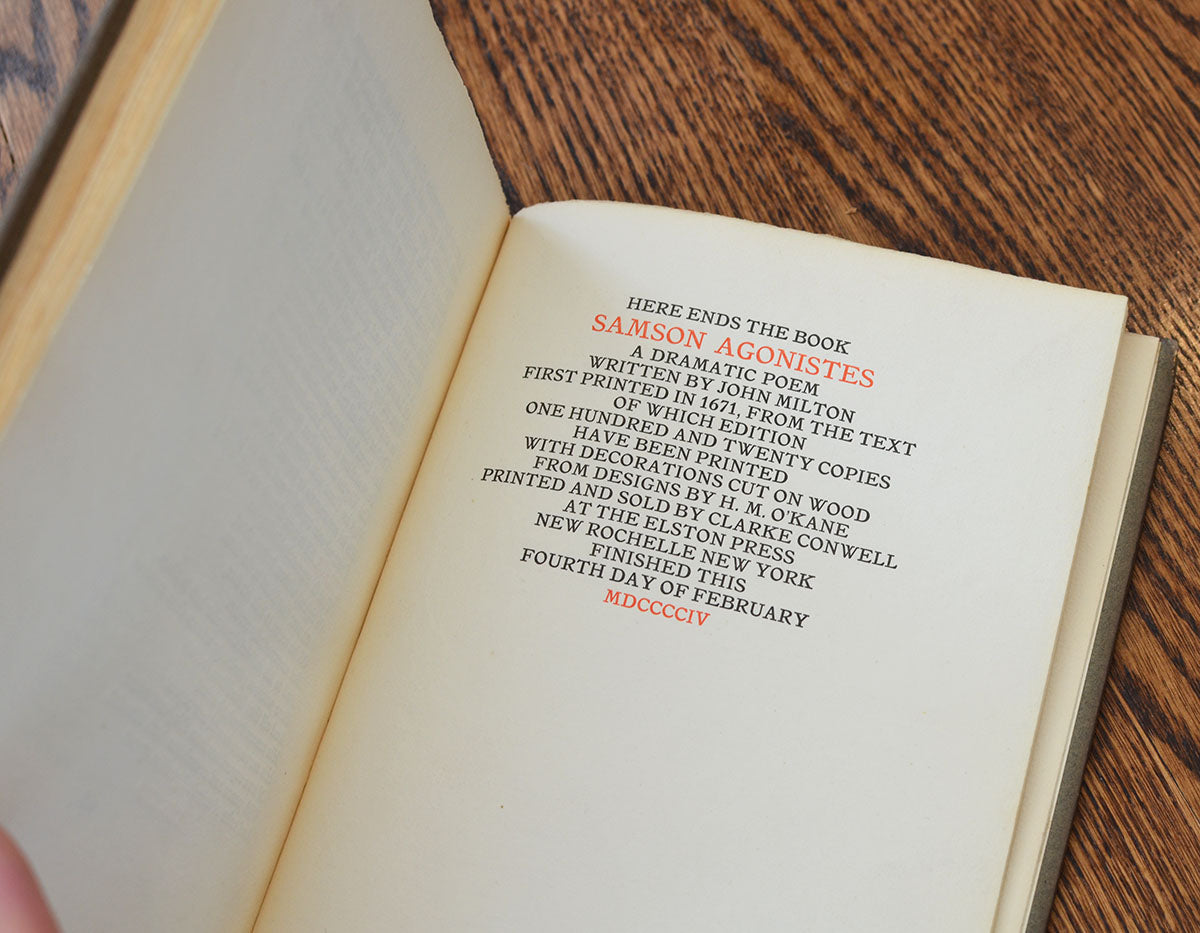 HERE ENDS THE BOOK
SAMSON AGONISTES
A DRAMATIC POEM
WRITTEN BY JOHN MILTON
FIRST PRINTED IN 1671, FROM THE TEXT
OF WHICH EDITION
ONE HUNDRED AND TWENTY COPIES
HAVE BEEN PRINTED
WITH DECORATIONS CUT ON WOOD
FROM DESIGNS BY H. M. O'KANE
PRINTED AND SOLD BY CLARKE CONWELL
AT THE ELSTON PRESS
NEW ROCHELLE NEW YORK
FINISHED THIS
FOURTH DAY OF FEBRUARY
MDCCCCIV